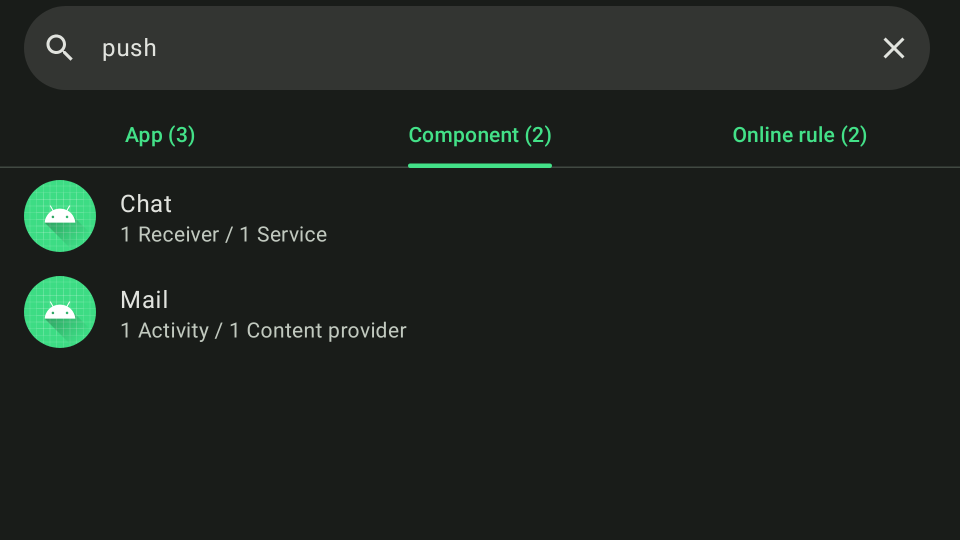 push
App (3)
Component (2)
Online rule (2)
Chat
1 Receiver / 1 Service
Mail
1 Activity / 1 Content provider